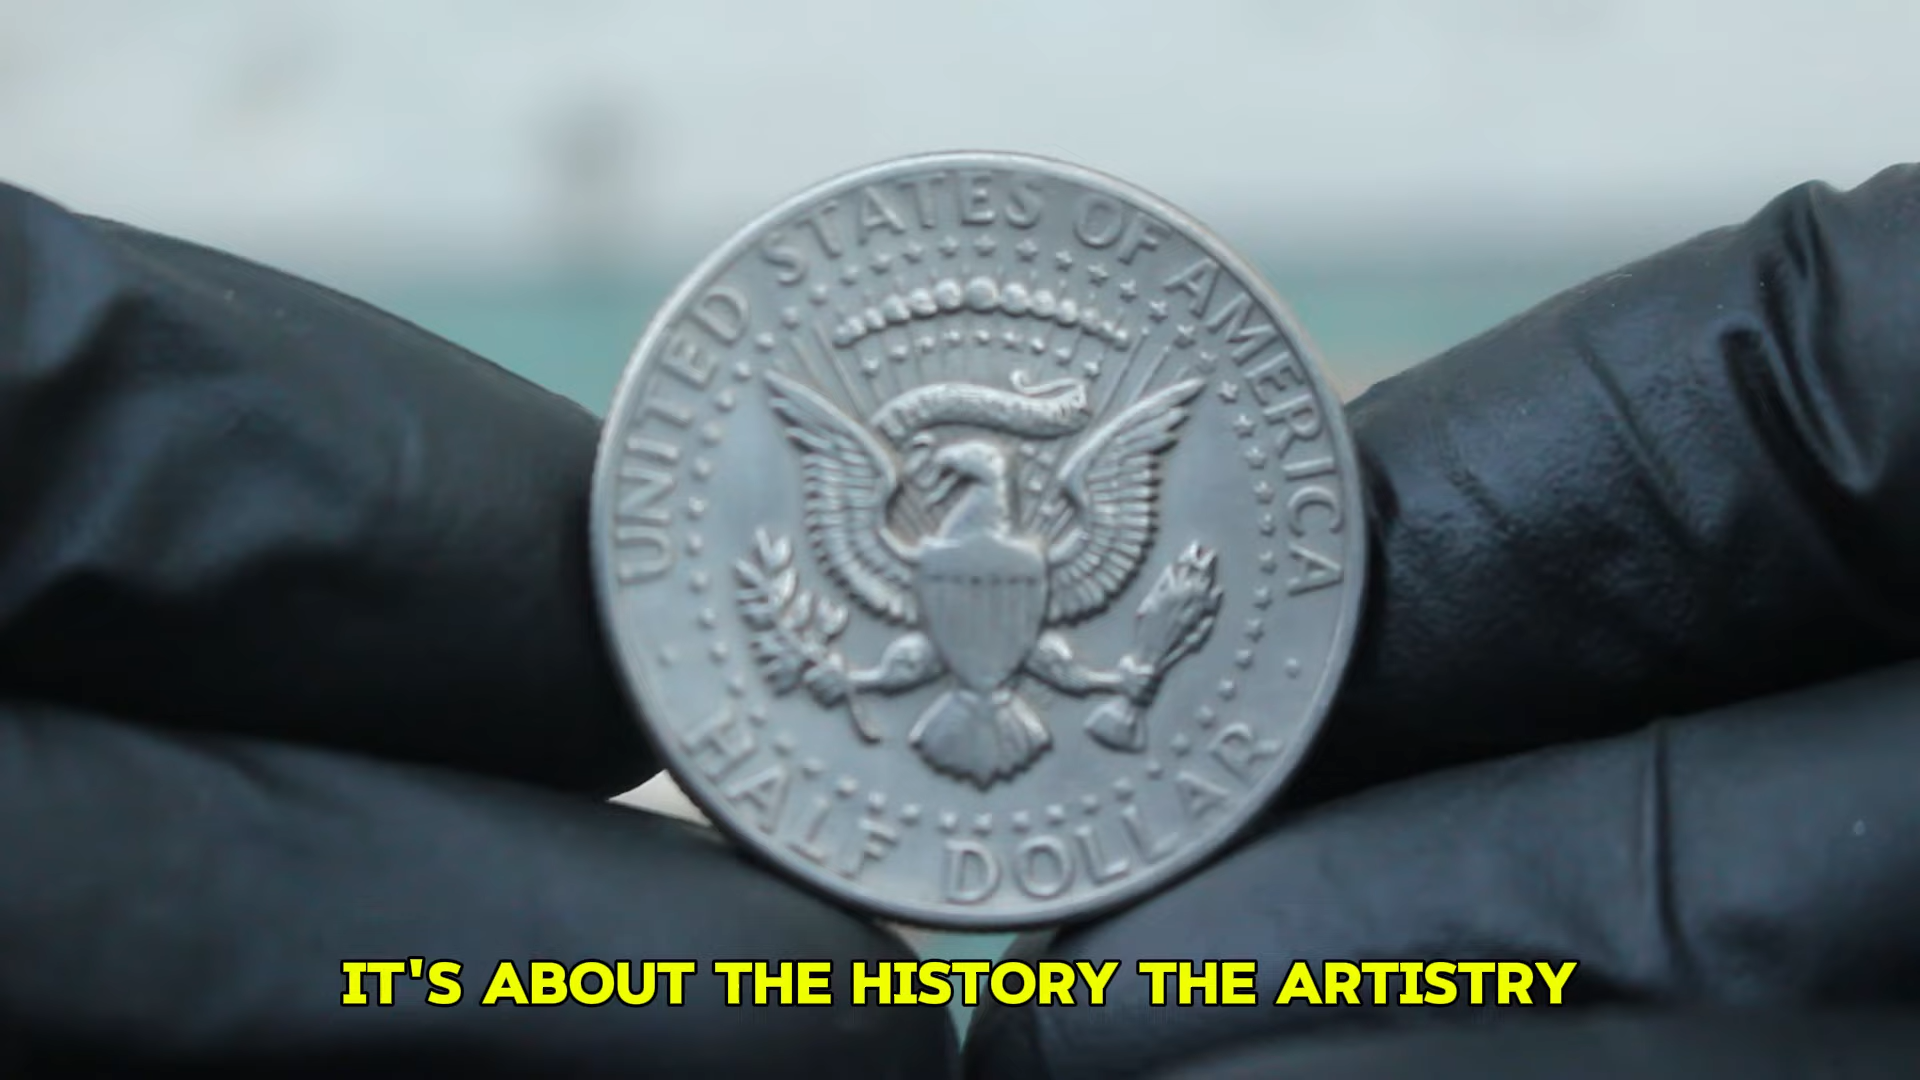 UNITED STATES OF AMERICA
HALF DOLLAR
IT'S ABOUT THE HISTORY THE ARTISTRY